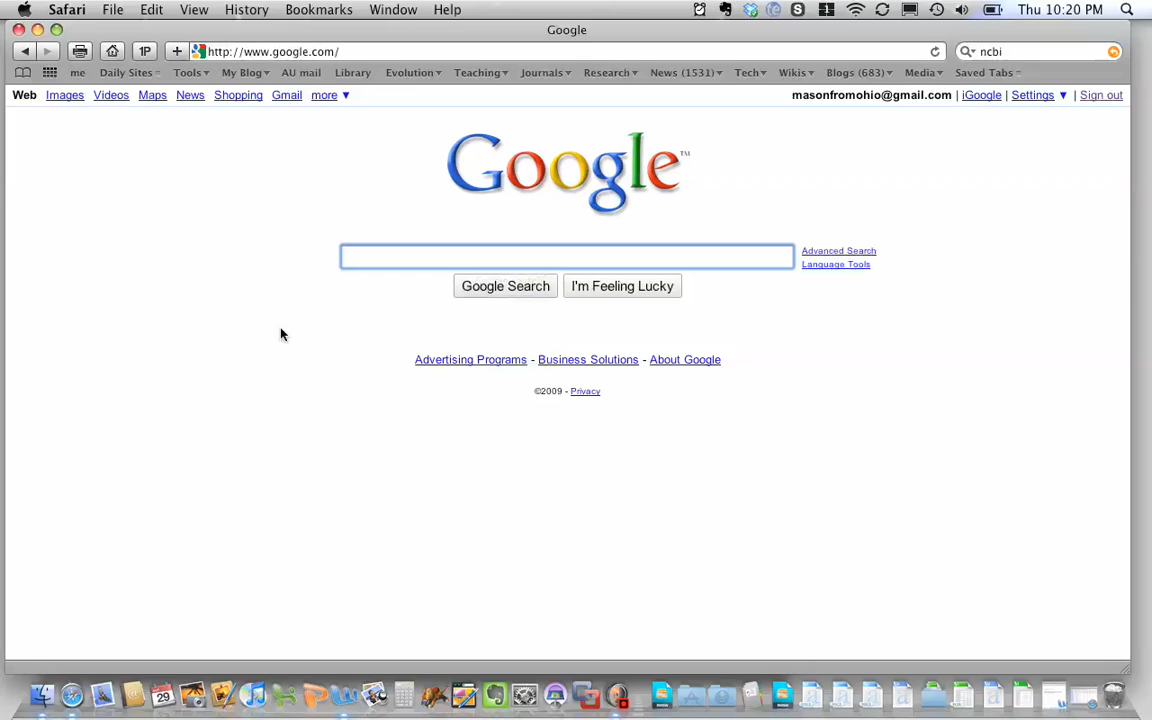 Safari File Edit View History Bookmarks Window Help Thu 10:20 PM
Google
1P http://www.google.com/ ncbi
me Daily Sites Tools My Blog AU mail Library Evolution Teaching Journals Research News (1531) Tech Wikis Blogs (683) Media Saved Tabs
Web Images Videos Maps News Shopping Gmail more ▼ masonfromohio@gmail.com | iGoogle | Settings ▼ | Sign out
Google™
Advanced Search
Language Tools
Google Search I'm Feeling Lucky
Advertising Programs - Business Solutions - About Google
©2009 - Privacy
29